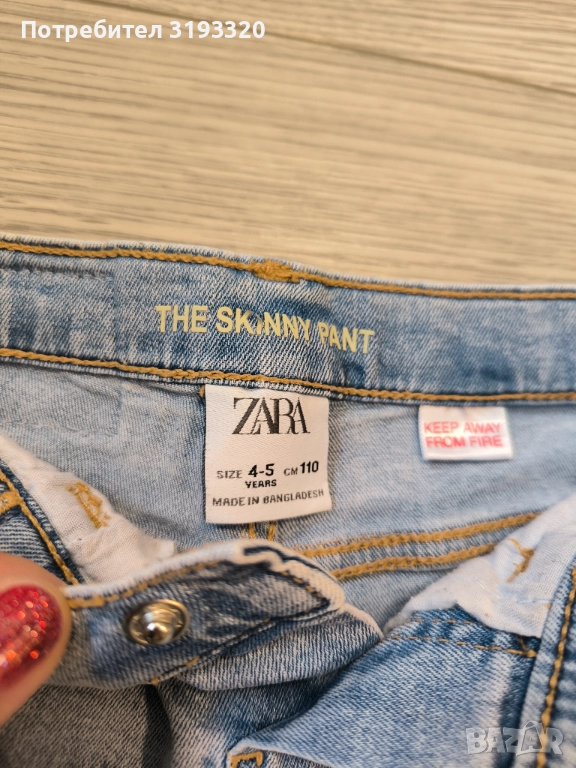 Потребител 3193320
THE SKINNY PANT
ZARA
SIZE 4-5 CM 110
YEARS
MADE IN BANGLADESH
KEEP AWAY
FROM FIRE
BAZAR